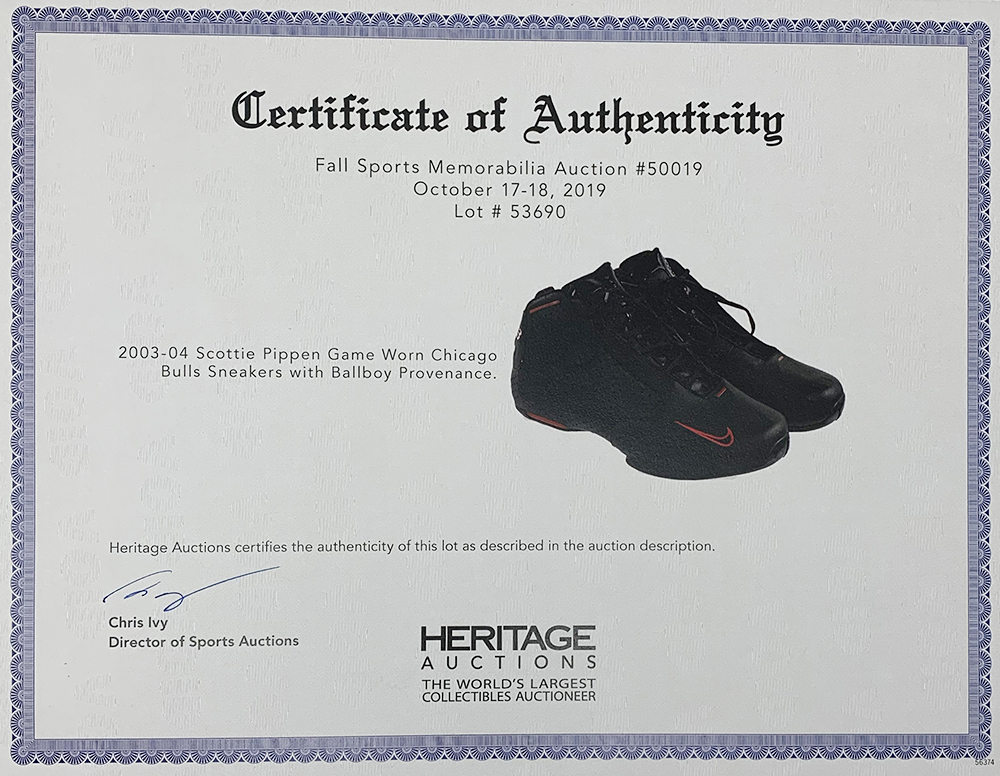 Certificate of Authenticity
Fall Sports Memorabilia Auction #50019
October 17-18, 2019
Lot # 53690
2003-04 Scottie Pippen Game Worn Chicago
Bulls Sneakers with Ballboy Provenance.
Heritage Auctions certifies the authenticity of this lot as described in the auction description.
Chris Ivy
Director of Sports Auctions
HERITAGE
AUCTIONS
THE WORLD'S LARGEST
COLLECTIBLES AUCTIONEER
56374